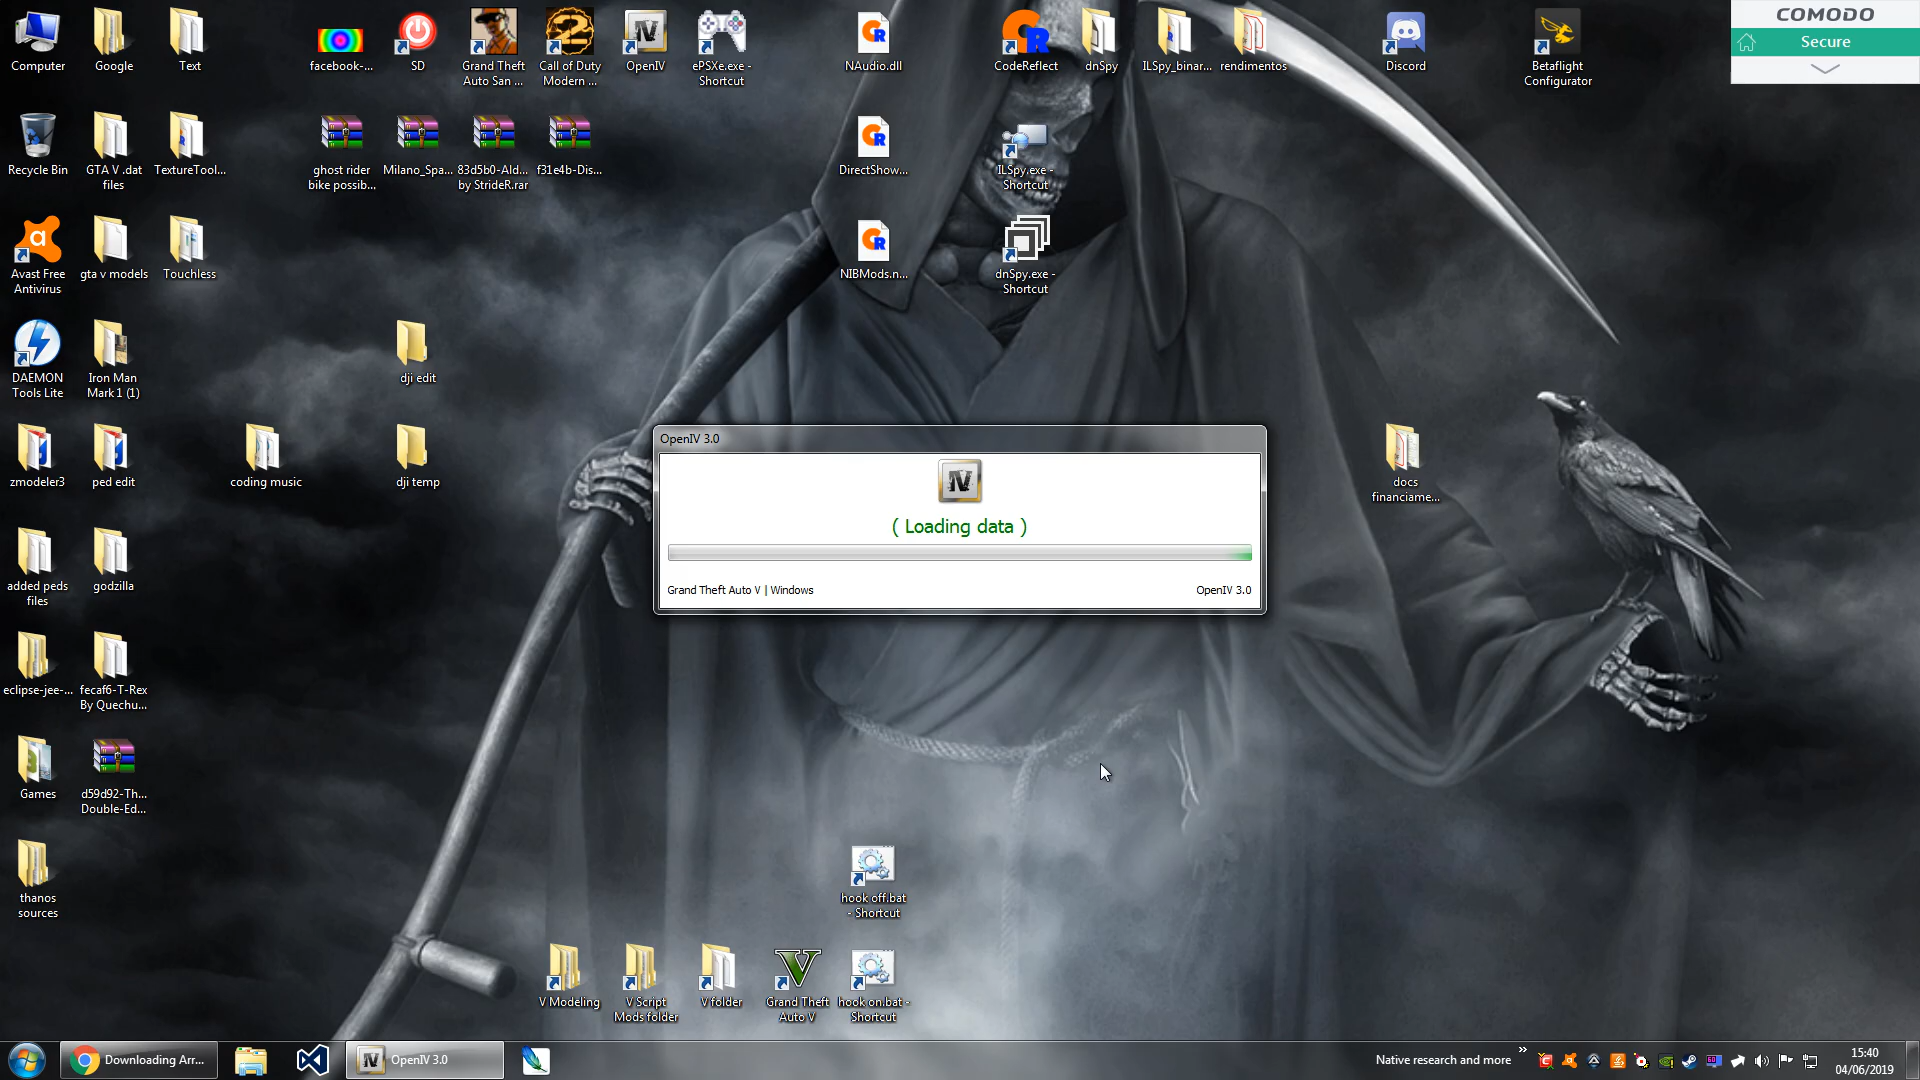 Computer
Google
Text
facebook-...
SD
Grand Theft
Auto San ...
Call of Duty
Modern ...
OpenIV
ePSXe.exe -
Shortcut
NAudio.dll
CodeReflect
dnSpy
ILSpy_binar...
rendimentos
Discord
Betaflight
Configurator
COMODO
Secure
Recycle Bin
GTA V .dat
files
TextureTool...
ghost rider
bike possib...
Milano_Spa...
83d5b0-Ald...
by StrideR.rar
f31e4b-Dis...
DirectShow...
ILSpy.exe -
Shortcut
Avast Free
Antivirus
gta v models
Touchless
NIBMods.n...
dnSpy.exe -
Shortcut
DAEMON
Tools Lite
Iron Man
Mark 1 (1)
dji edit
zmodeler3
ped edit
coding music
dji temp
docs
financiame...
OpenIV 3.0
IV
( Loading data )
Grand Theft Auto V | Windows
OpenIV 3.0
added peds
files
godzilla
eclipse-jee-...
fecaf6-T-Rex
By Quechu...
Games
d59d92-Th...
Double-Ed...
thanos
sources
hook off.bat
- Shortcut
V Modeling
V Script
Mods folder
V folder
Grand Theft
Auto V
hook on.bat -
Shortcut
Downloading Arr...
OpenIV 3.0
Native research and more
60
15:40
04/06/2019